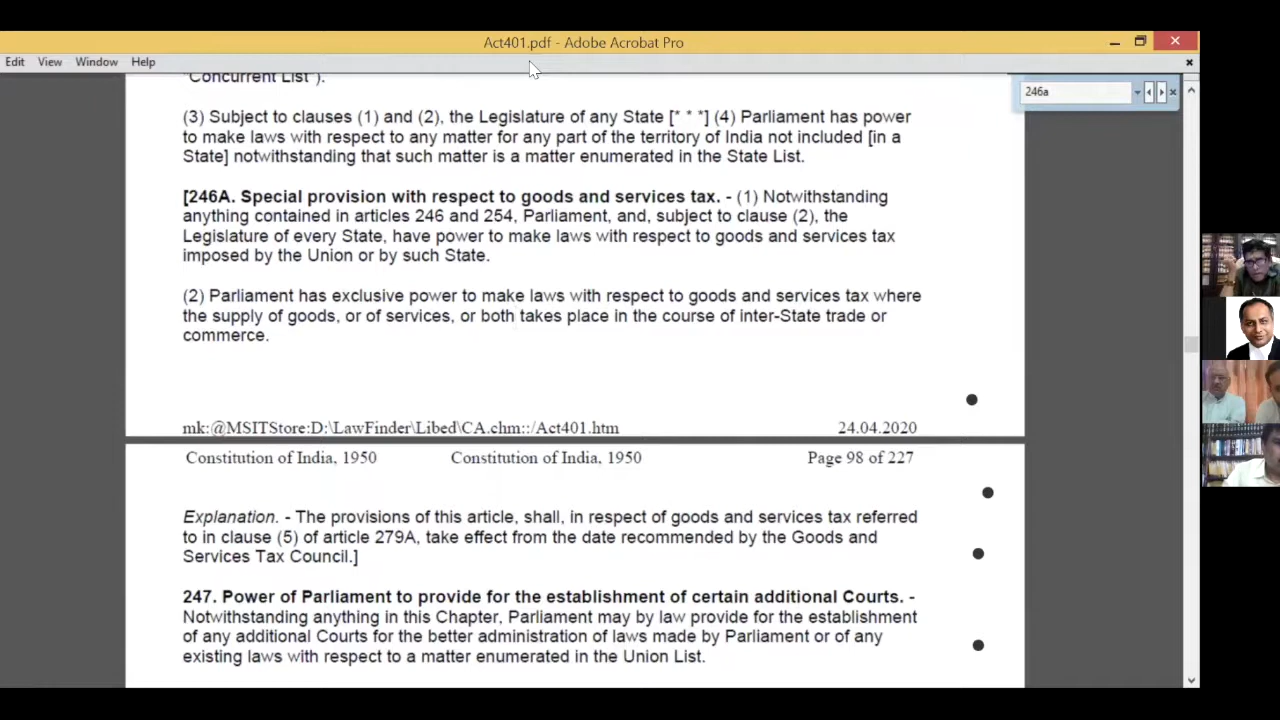 Act401.pdf - Adobe Acrobat Pro
Edit View Window Help
246a
"Concurrent List").
(3) Subject to clauses (1) and (2), the Legislature of any State [* * *] (4) Parliament has power
to make laws with respect to any matter for any part of the territory of India not included [in a
State] notwithstanding that such matter is a matter enumerated in the State List.
[246A. Special provision with respect to goods and services tax. - (1) Notwithstanding
anything contained in articles 246 and 254, Parliament, and, subject to clause (2), the
Legislature of every State, have power to make laws with respect to goods and services tax
imposed by the Union or by such State.
(2) Parliament has exclusive power to make laws with respect to goods and services tax where
the supply of goods, or of services, or both takes place in the course of inter-State trade or
commerce.
mk:@MSITStore:D:\LawFinder\Libed\CA.chm::/Act401.htm 24.04.2020
Constitution of India, 1950 Constitution of India, 1950 Page 98 of 227
Explanation. - The provisions of this article, shall, in respect of goods and services tax referred
to in clause (5) of article 279A, take effect from the date recommended by the Goods and
Services Tax Council.]
247. Power of Parliament to provide for the establishment of certain additional Courts. -
Notwithstanding anything in this Chapter, Parliament may by law provide for the establishment
of any additional Courts for the better administration of laws made by Parliament or of any
existing laws with respect to a matter enumerated in the Union List.